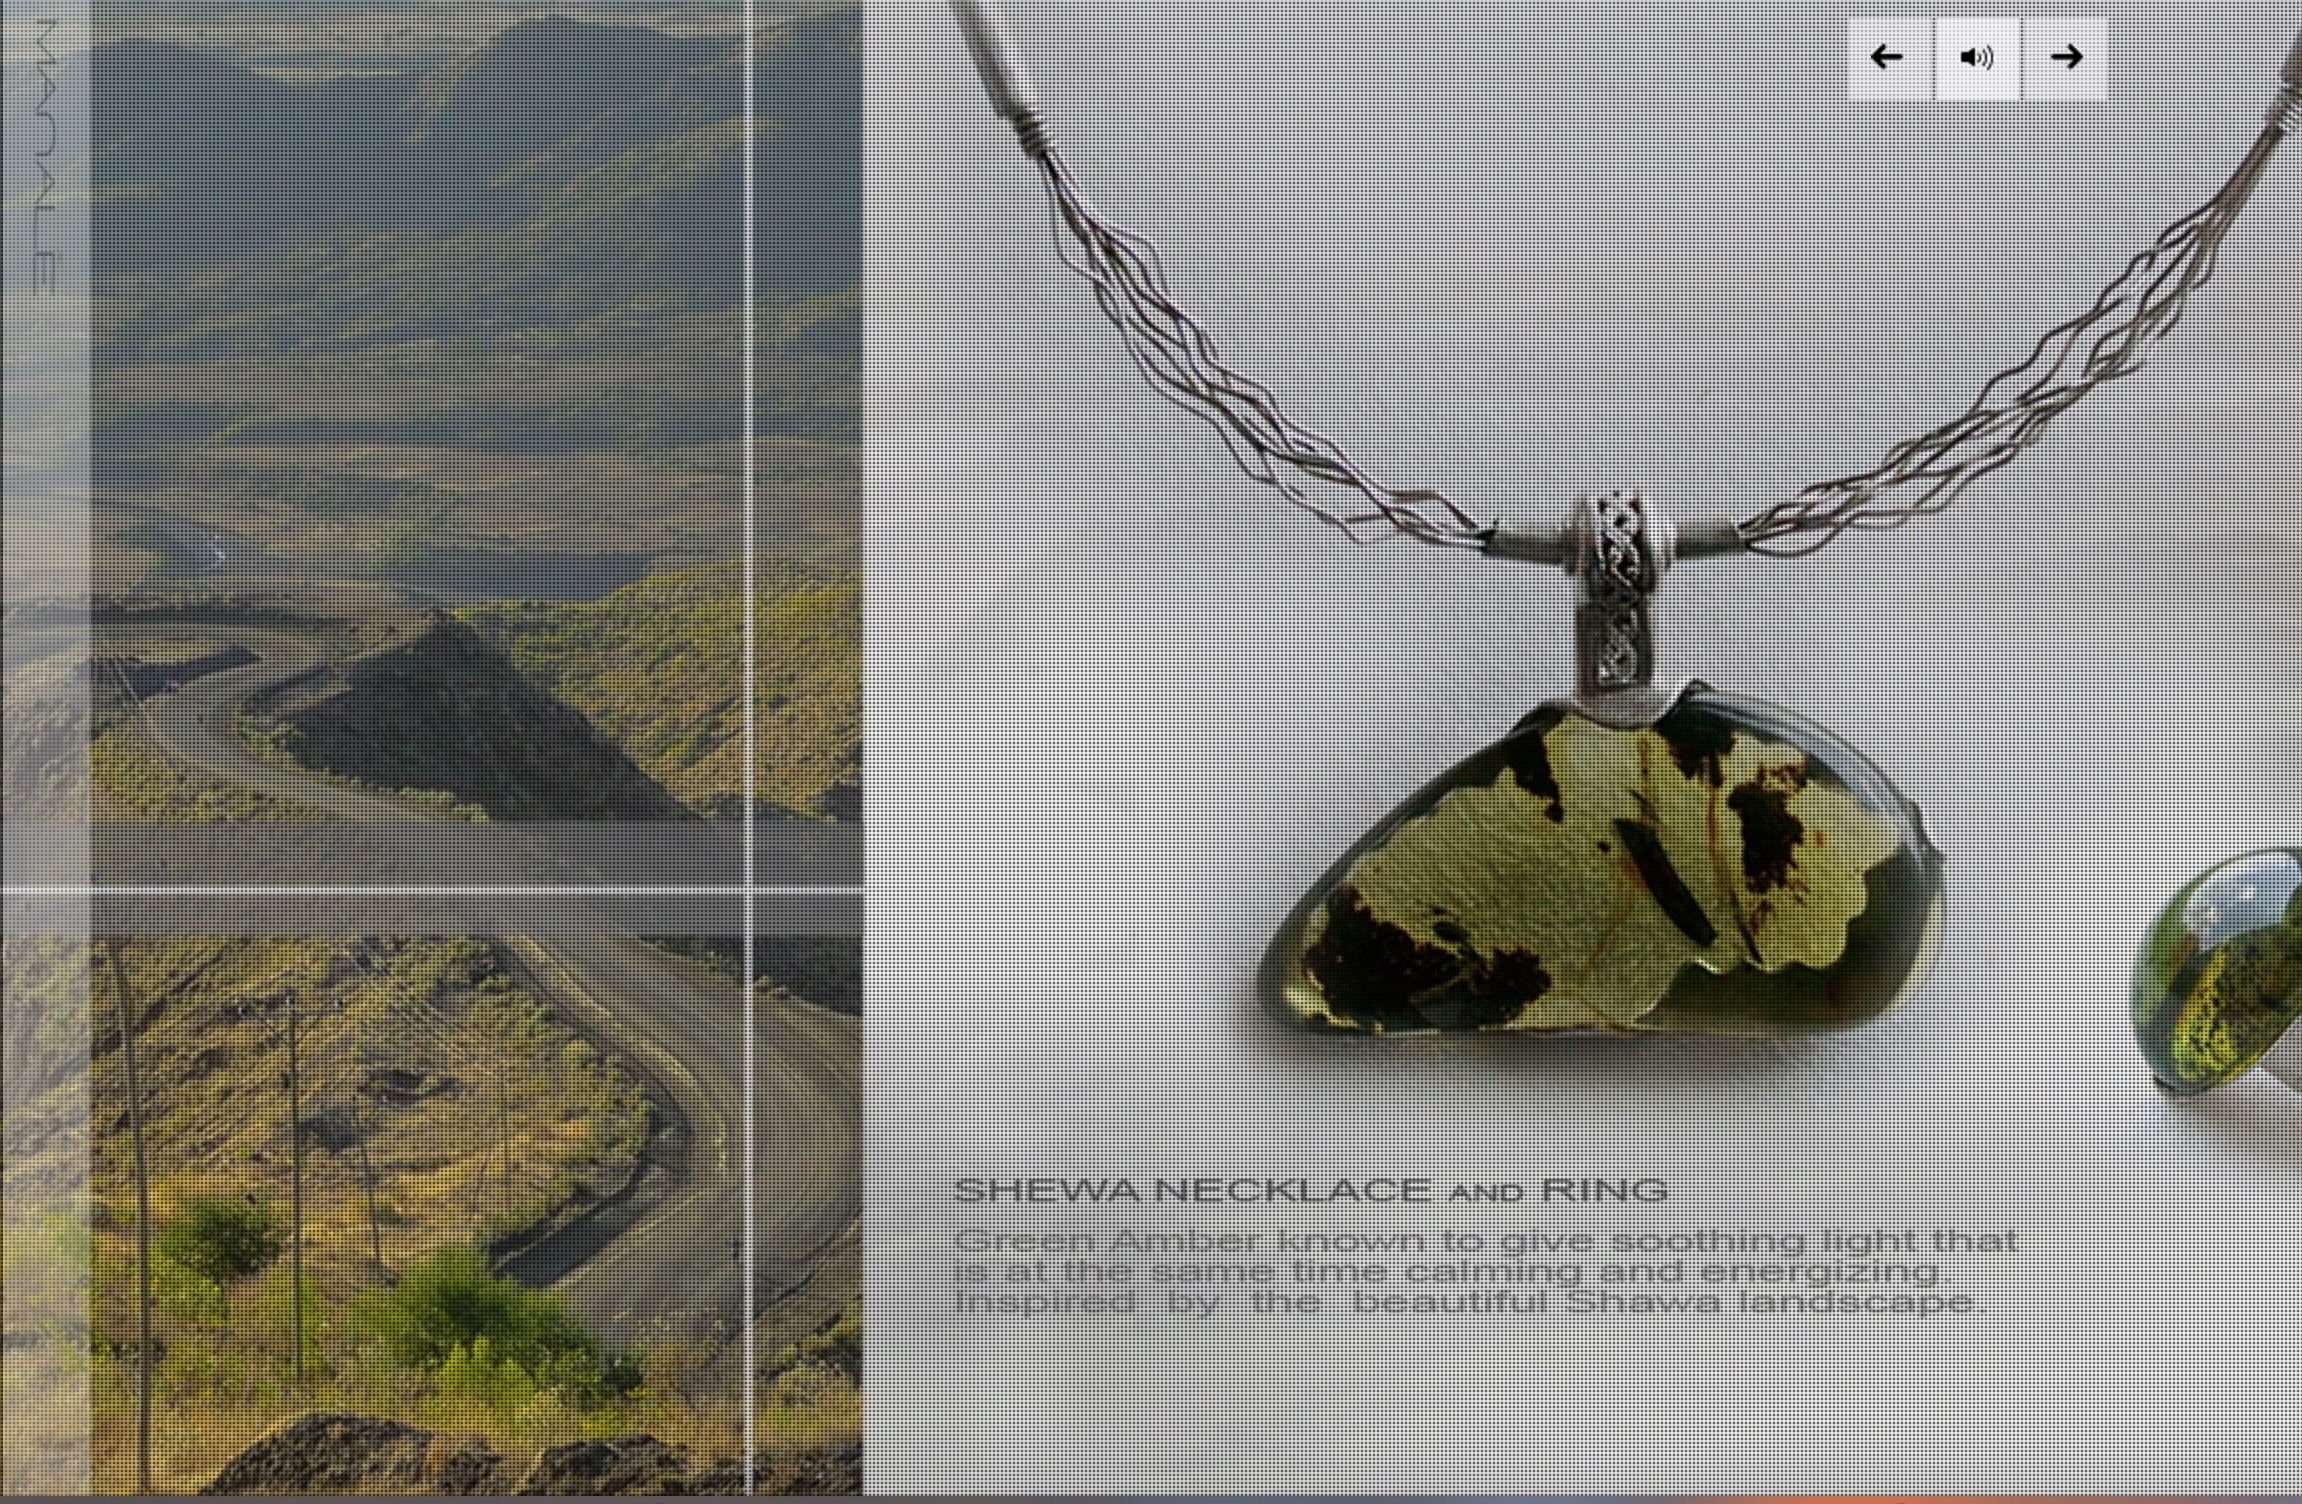 MANALE
SHEWA NECKLACE AND RING
Green Amber known to give soothing light that
is at the same time calming and energizing.
Inspired by the beautiful Shawa landscape.